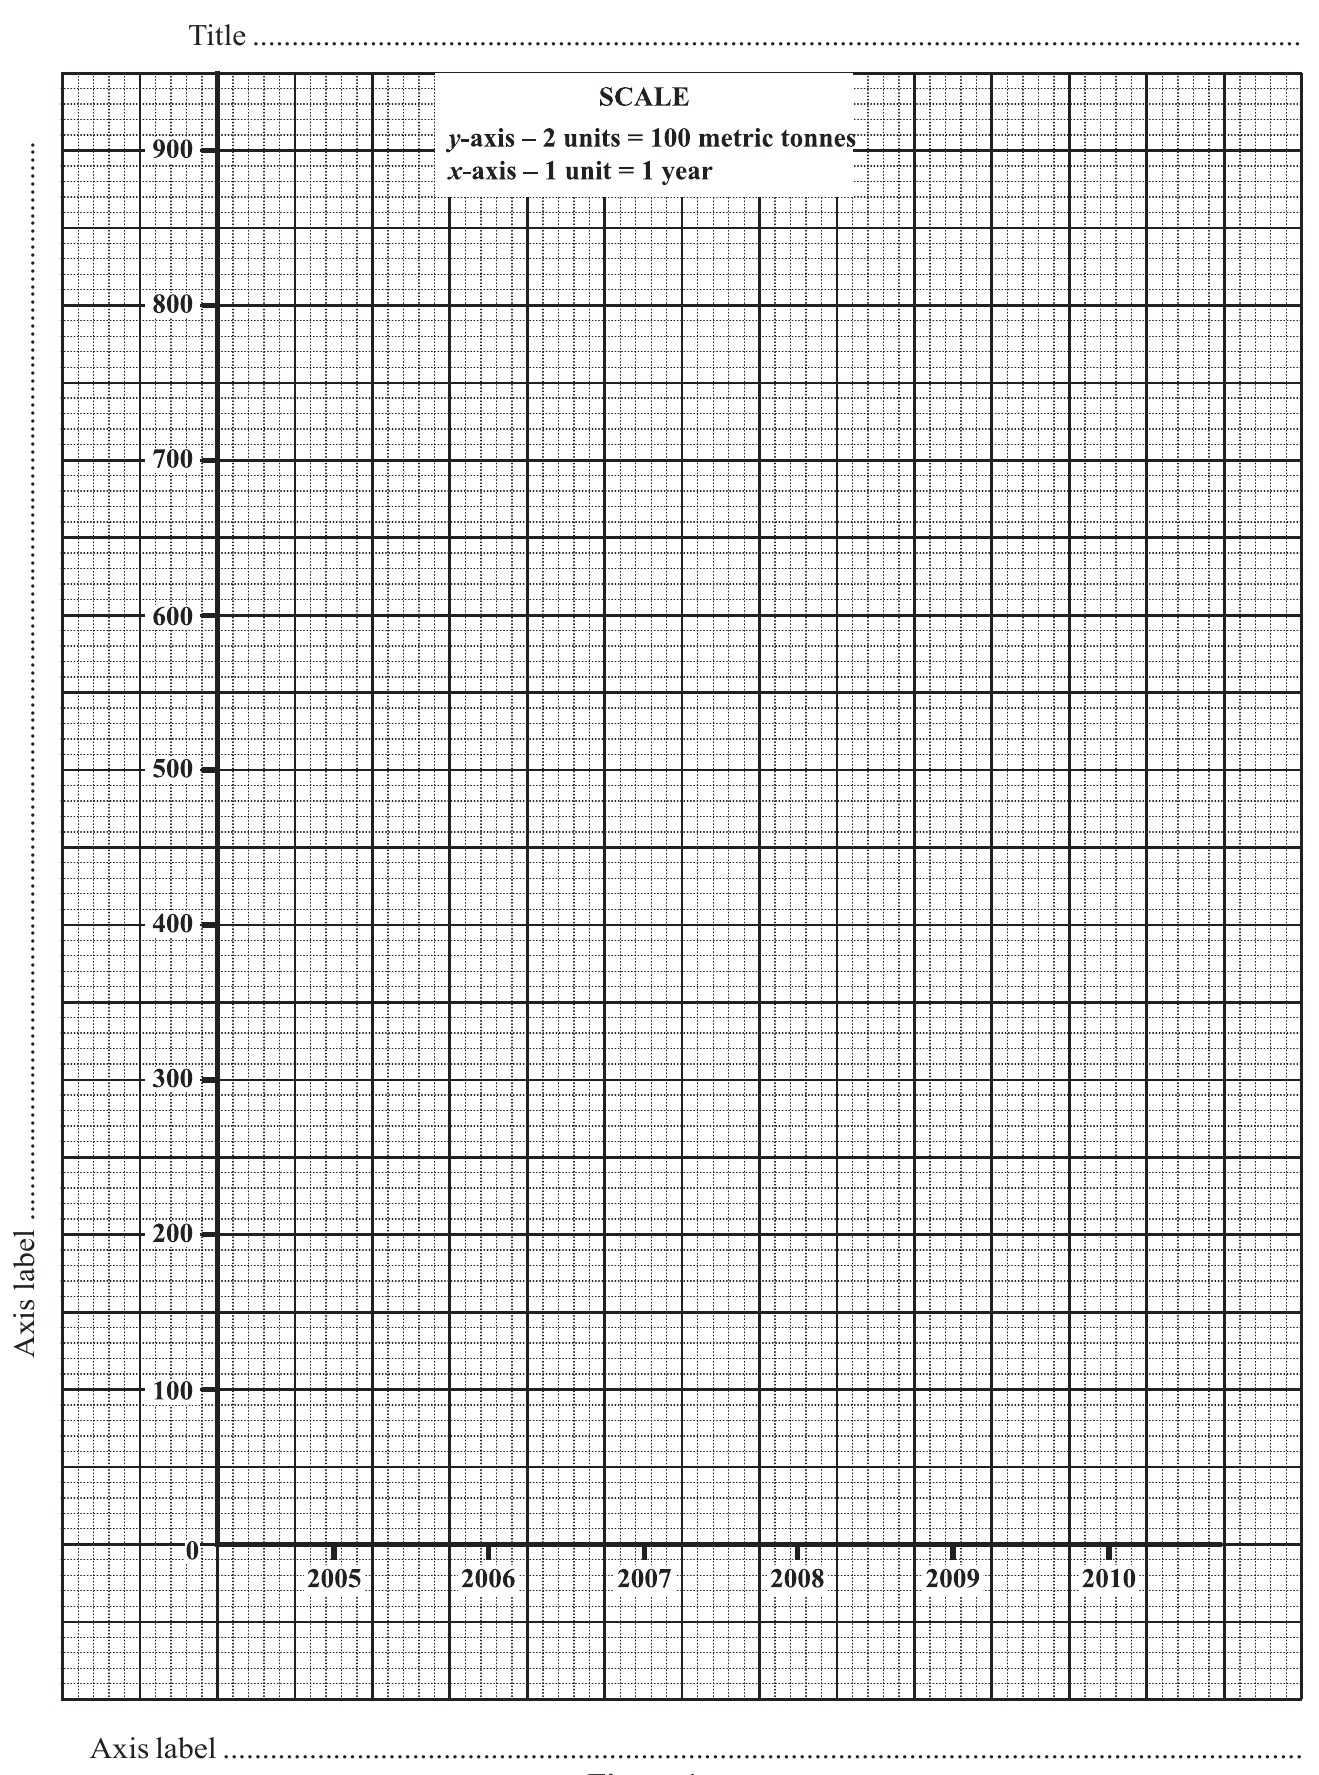 Title
SCALE
y-axis – 2 units = 100 metric tonnes
x-axis – 1 unit = 1 year
900
800
700
600
500
400
300
200
100
0
Axis label
2005 2006 2007 2008 2009 2010
Axis label